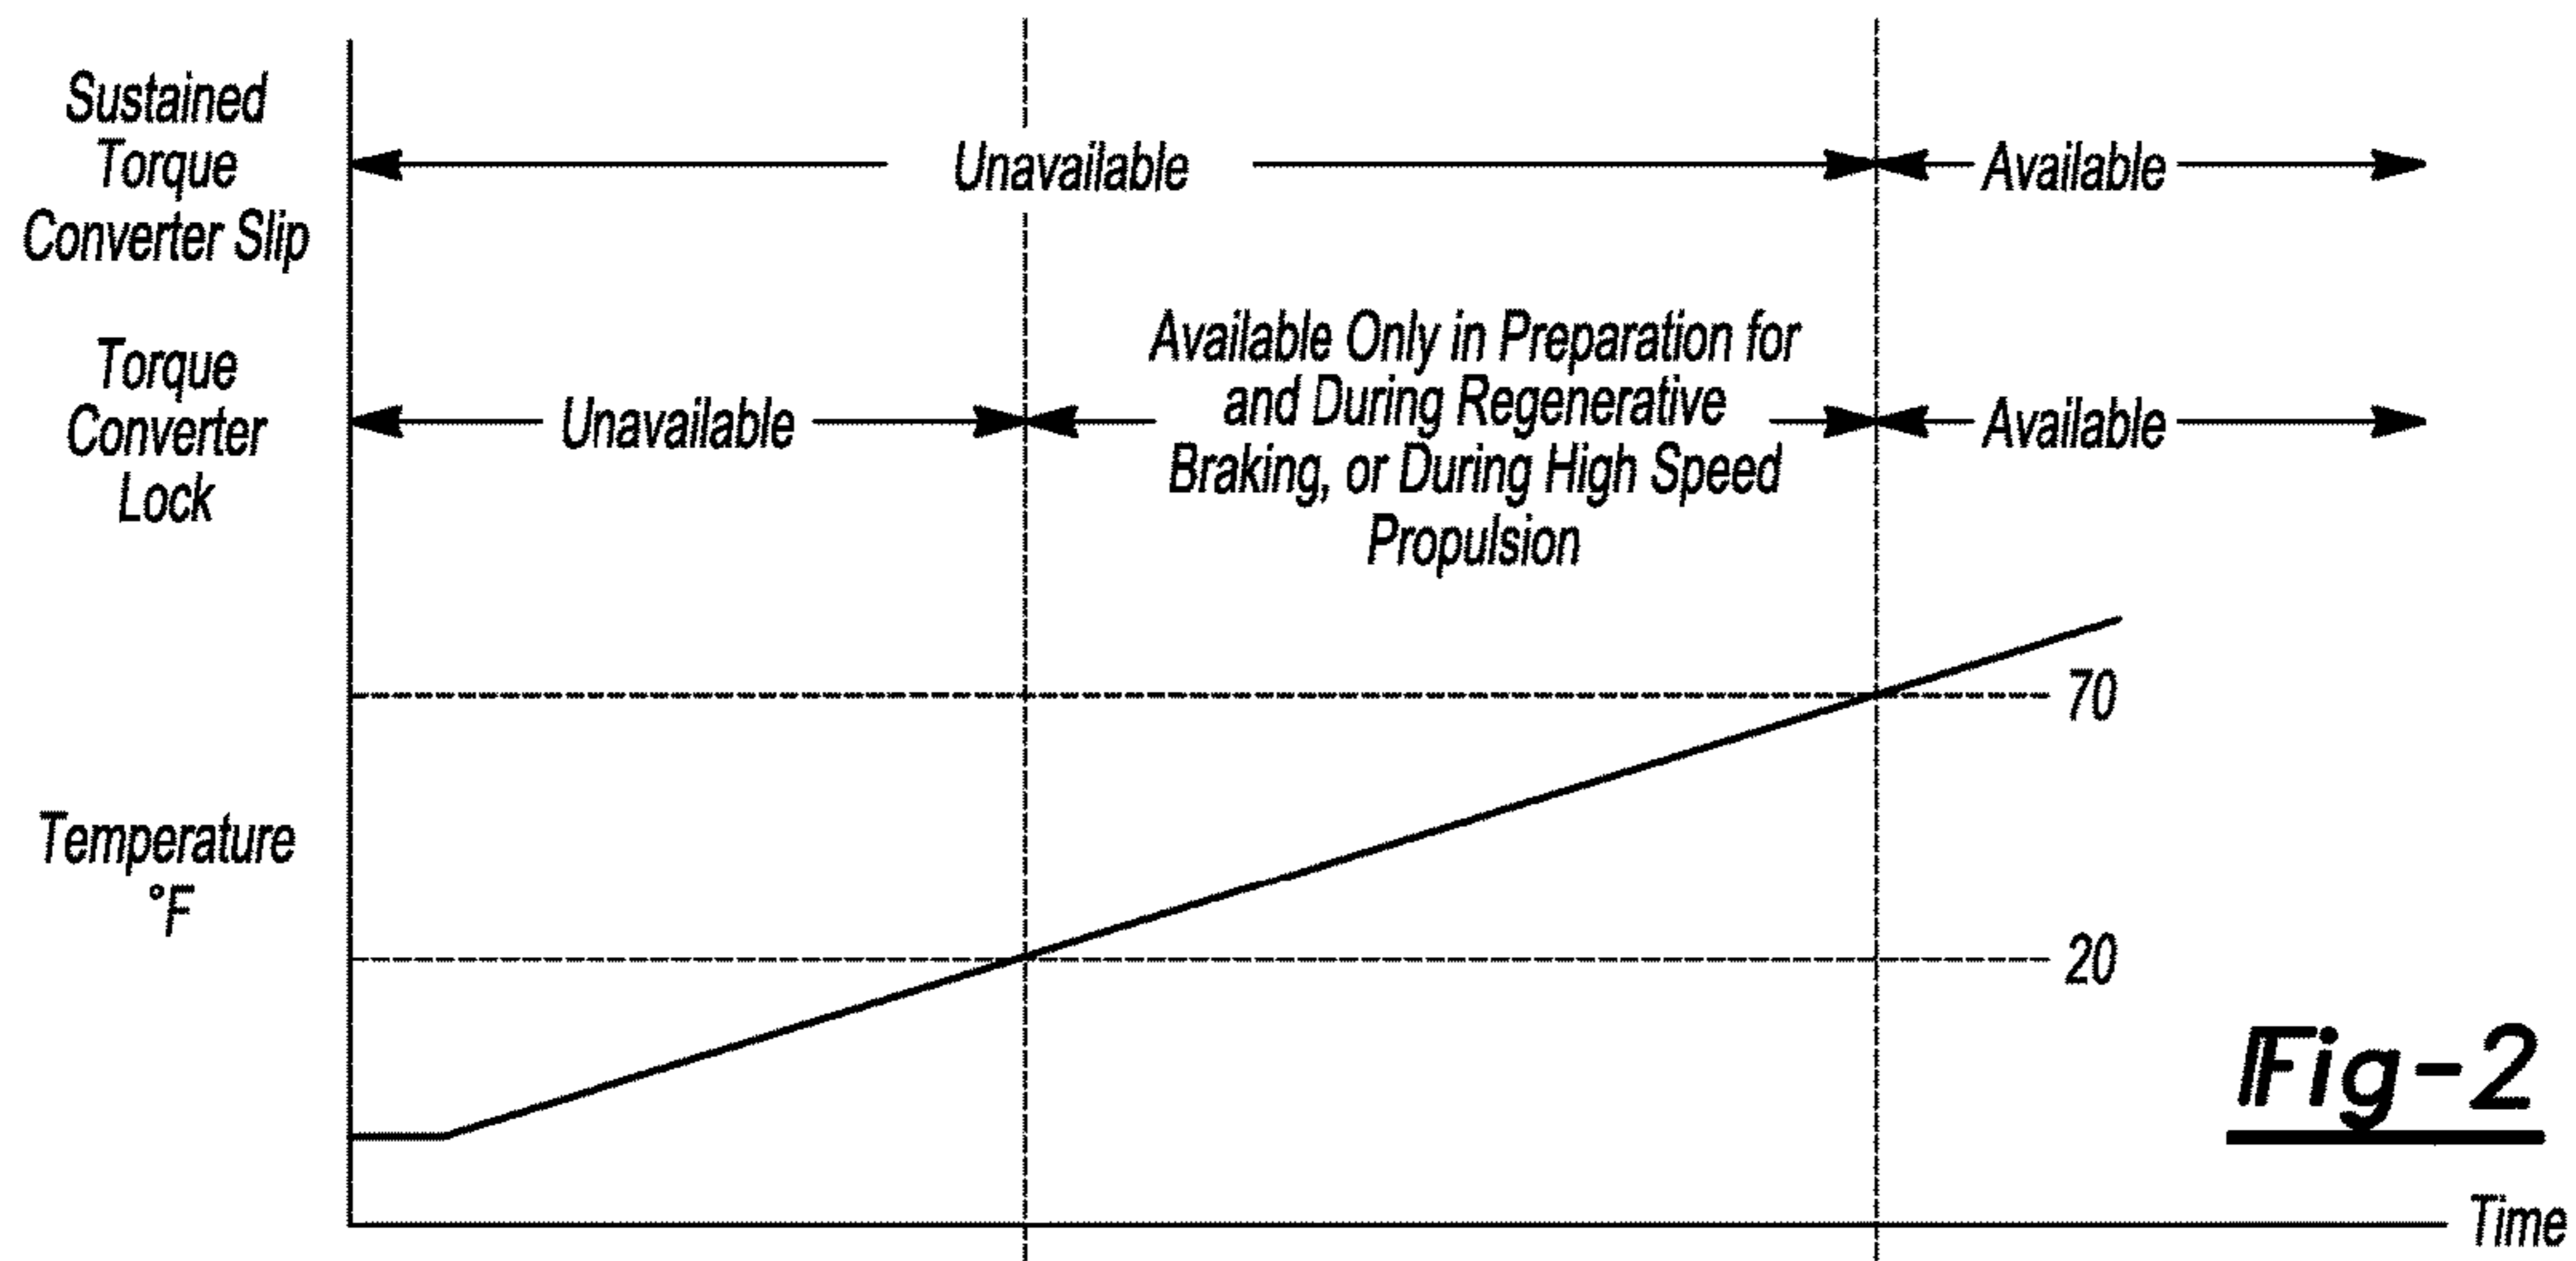 Sustained
Torque
Converter Slip
Unavailable
Available
Torque
Converter
Lock
Unavailable
Available Only in Preparation for
and During Regenerative
Braking, or During High Speed
Propulsion
Available
70
Temperature
°F
20
Fig-2
Time